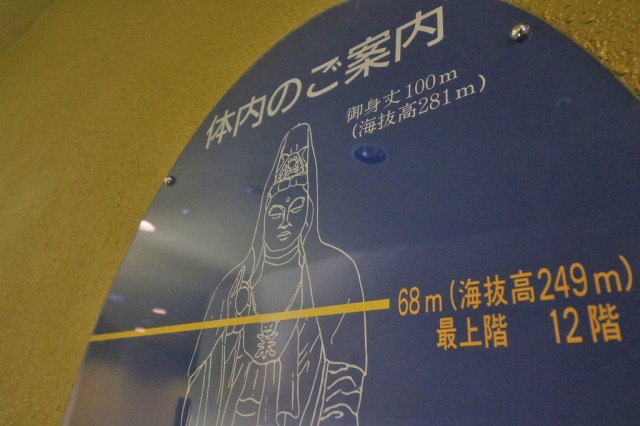 体内のご案内
御身丈100m
(海抜高281m)
68m(海抜高249m)
最上階 12階